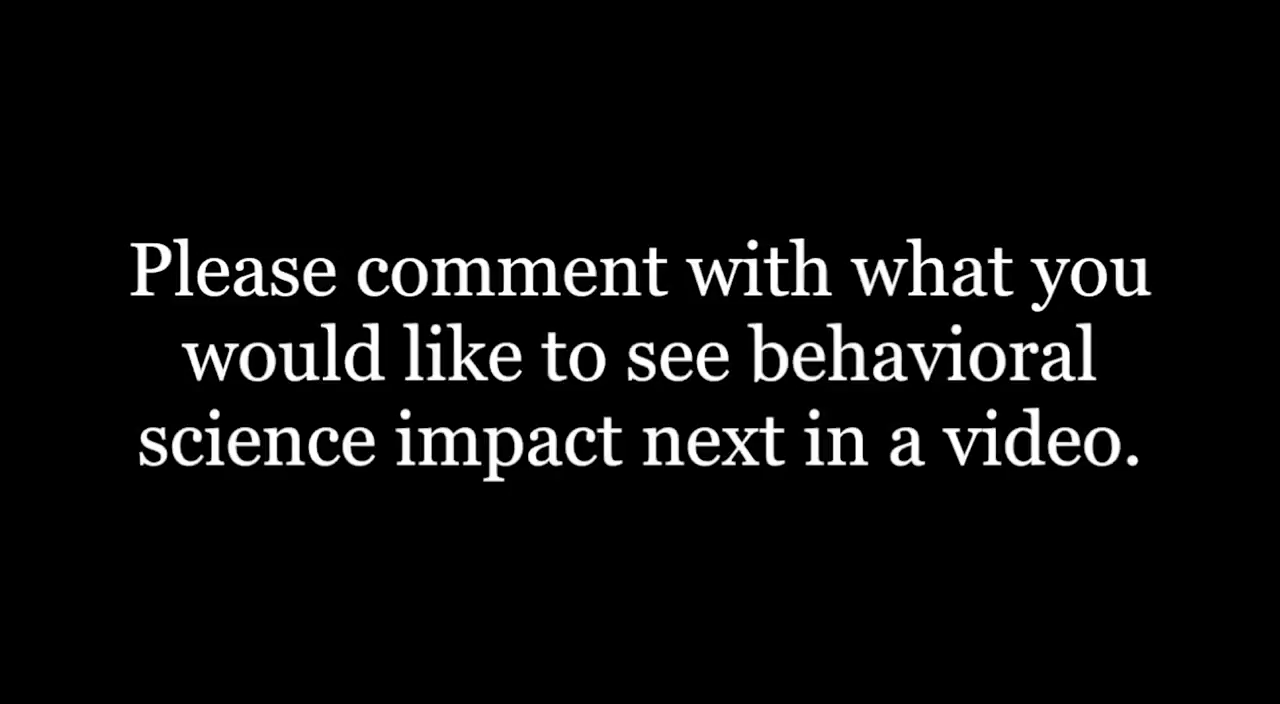 Please comment with what you
would like to see behavioral
science impact next in a video.